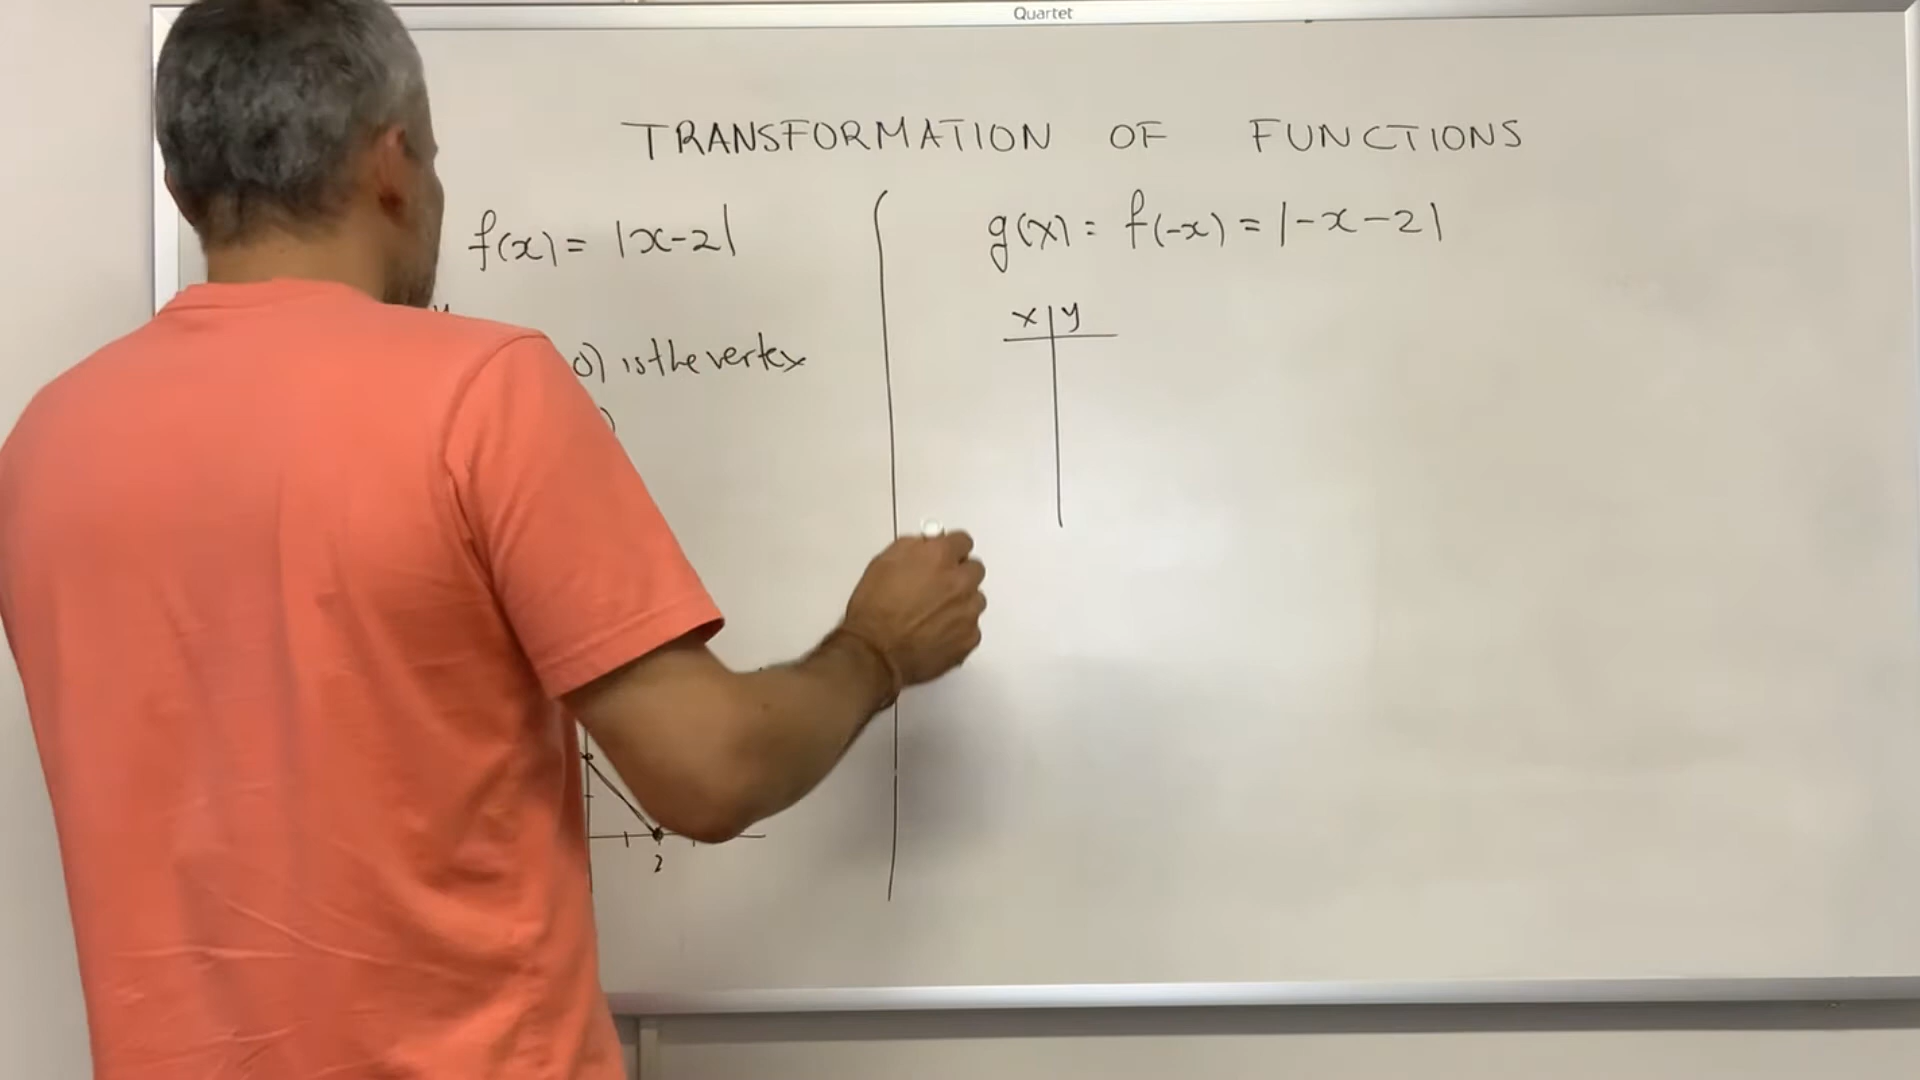 Quartet
TRANSFORMATION OF FUNCTIONS
f(x) = |x-2|
0) is the vertex
)
2
g(x) = f(-x) = |-x-2|
x y